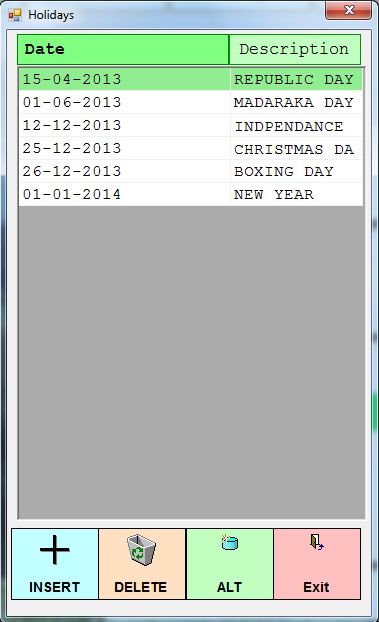 Holidays
Date Description
15-04-2013 REPUBLIC DAY
01-06-2013 MADARAKA DAY
12-12-2013 INDPENDANCE
25-12-2013 CHRISTMAS DA
26-12-2013 BOXING DAY
01-01-2014 NEW YEAR
INSERT DELETE ALT Exit